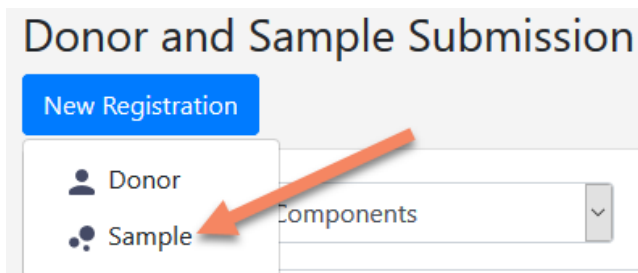 Donor and Sample Submission
New Registration
Donor
Components
Sample